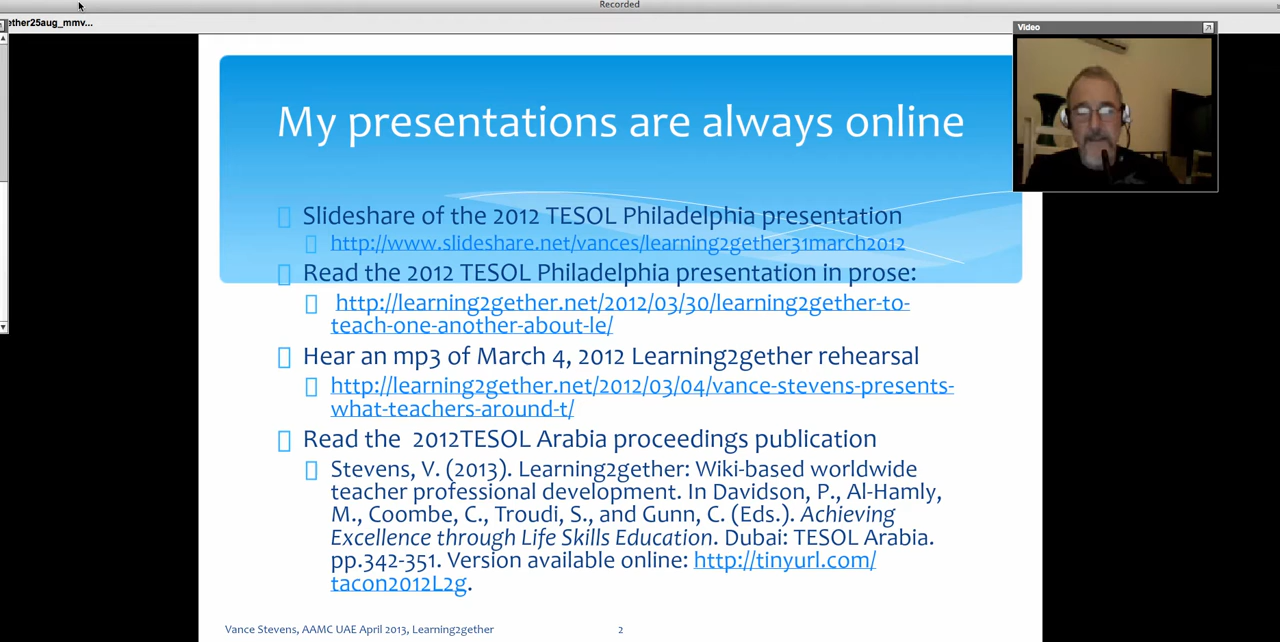 Recorded
ether25aug_mmv...
Video
My presentations are always online
Slideshare of the 2012 TESOL Philadelphia presentation
http://www.slideshare.net/vances/learning2gether31march2012
Read the 2012 TESOL Philadelphia presentation in prose:
http://learning2gether.net/2012/03/30/learning2gether-to-
teach-one-another-about-le/
Hear an mp3 of March 4, 2012 Learning2gether rehearsal
http://learning2gether.net/2012/03/04/vance-stevens-presents-
what-teachers-around-t/
Read the 2012TESOL Arabia proceedings publication
Stevens, V. (2013). Learning2gether: Wiki-based worldwide
teacher professional development. In Davidson, P., Al-Hamly,
M., Coombe, C., Troudi, S., and Gunn, C. (Eds.). Achieving
Excellence through Life Skills Education. Dubai: TESOL Arabia.
pp.342-351. Version available online: http://tinyurl.com/
tacon2012L2g.
Vance Stevens, AAMC UAE April 2013, Learning2gether 2